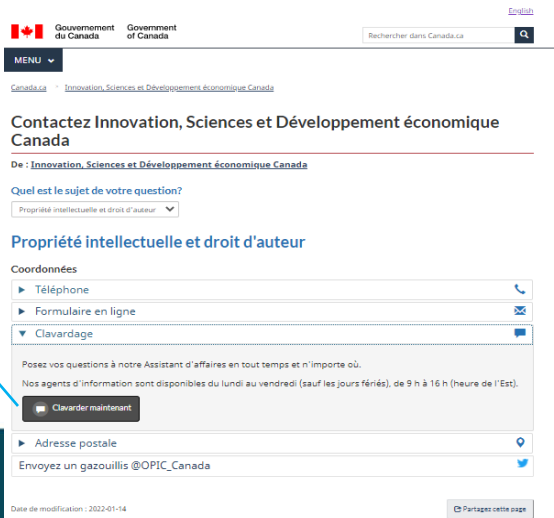 English
Gouvernement du Canada
Government of Canada
Rechercher dans Canada.ca
MENU
Canada.ca
Innovation, Sciences et Développement économique Canada
Contactez Innovation, Sciences et Développement économique
Canada
De : Innovation, Sciences et Développement économique Canada
Quel est le sujet de votre question?
Propriété intellectuelle et droit d'auteur
Propriété intellectuelle et droit d'auteur
Coordonnées
Téléphone
Formulaire en ligne
Clavardage
Posez vos questions à notre Assistant d'affaires en tout temps et n'importe où.
Nos agents d'information sont disponibles du lundi au vendredi (sauf les jours fériés), de 9 h à 16 h (heure de l'Est).
Clavarder maintenant
Adresse postale
Envoyez un gazouillis @OPIC_Canada
Date de modification : 2022-01-14
Partagez cette page